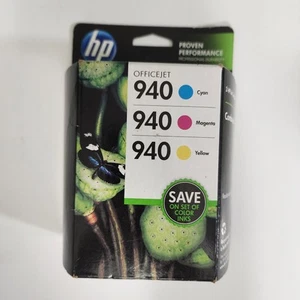 hp
PROVEN
PERFORMANCE
OFFICEJET
940 Cyan
940 Magenta
940 Yellow
SAVE
ON SET OF
COLOR INKS